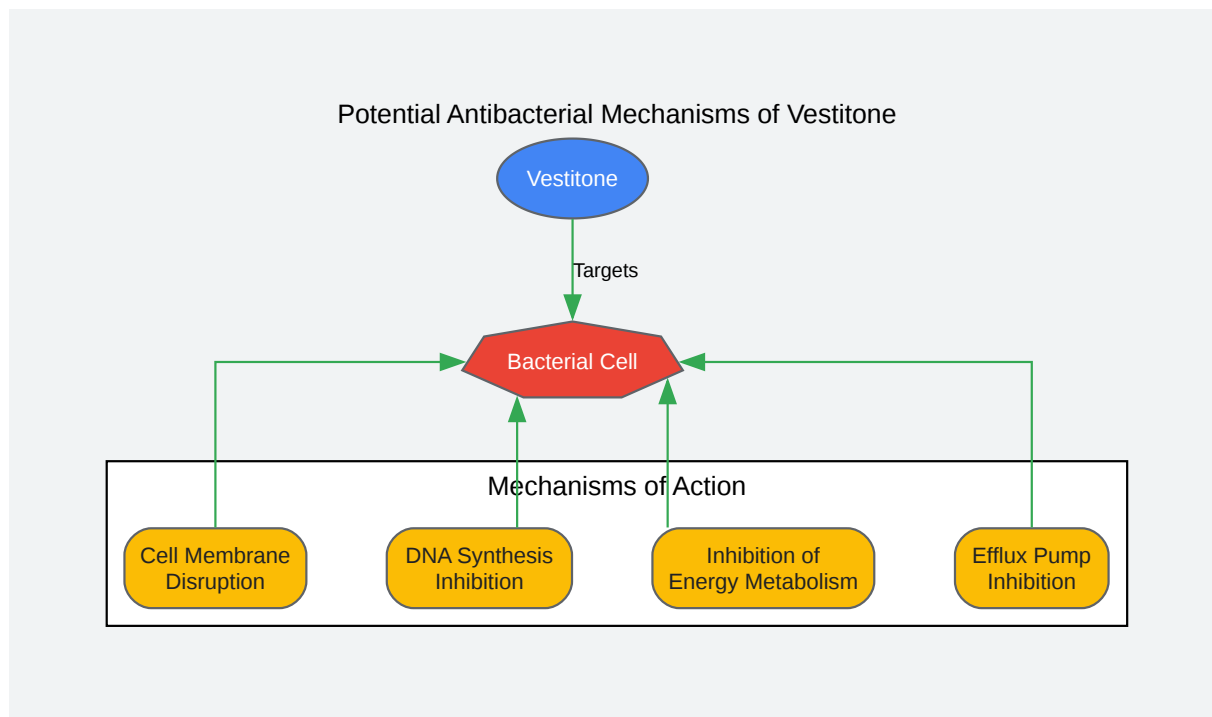 Potential Antibacterial Mechanisms of Vestitone
Vestitone
Targets
Bacterial Cell
Mechanisms of Action
Cell Membrane
Disruption
DNA Synthesis
Inhibition
Inhibition of
Energy Metabolism
Efflux Pump
Inhibition